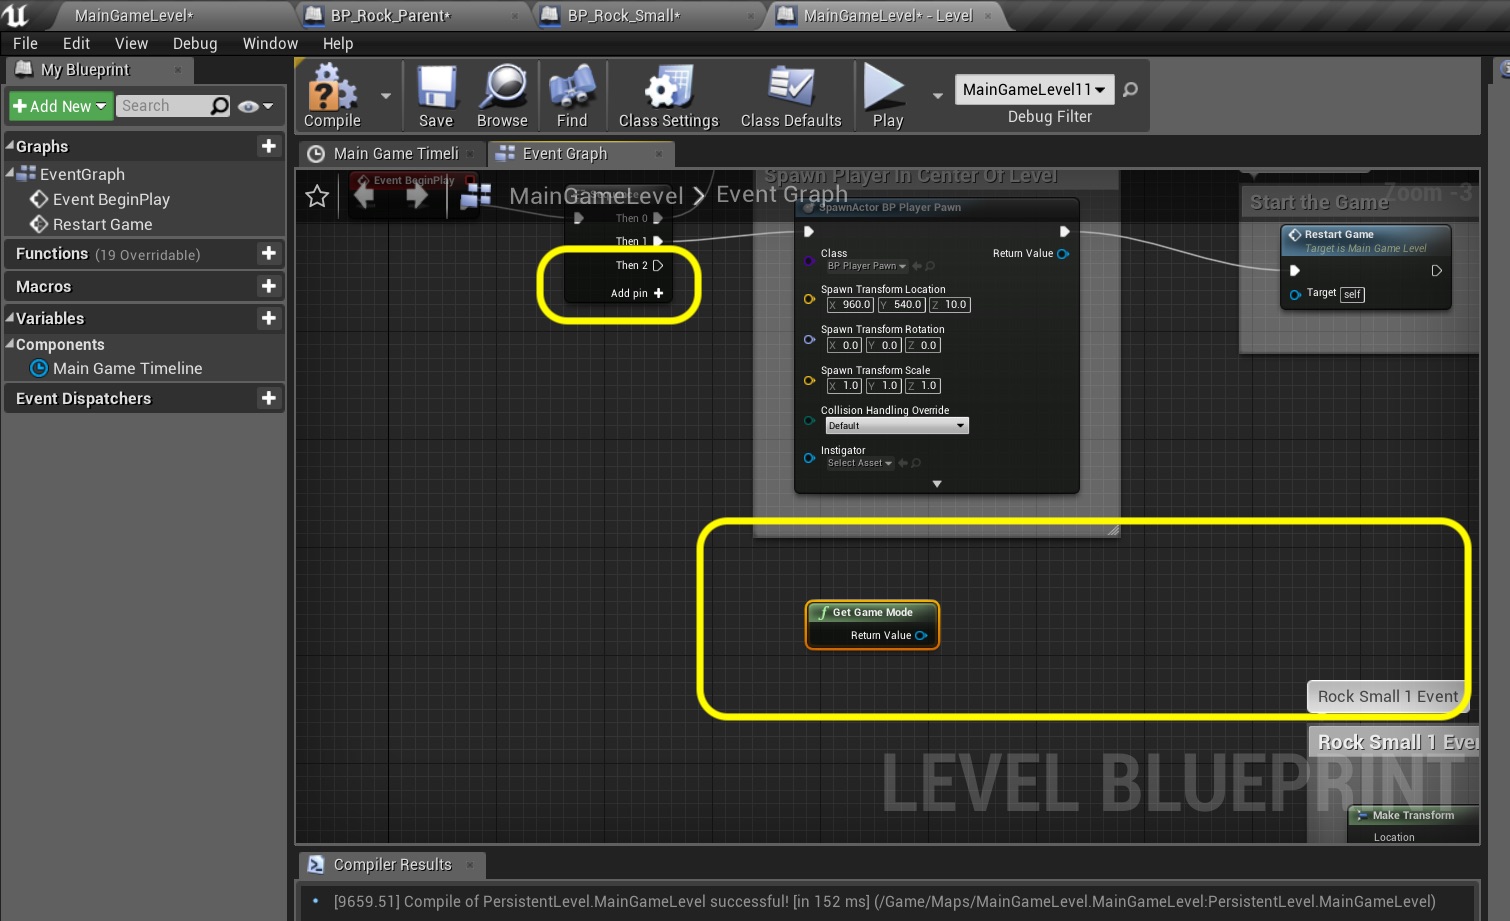 MainGameLevel*
BP_Rock_Parent*
BP_Rock_Small*
MainGameLevel* - Level
File Edit View Debug Window Help
My Blueprint
Add New
Search
Graphs
EventGraph
Event BeginPlay
Restart Game
Functions (19 Overridable)
Macros
Variables
Components
Main Game Timeline
Event Dispatchers
Compile
Save
Browse
Find
Class Settings
Class Defaults
Play
MainGameLevel11
Debug Filter
Main Game Timeli
Event Graph
MainGameLevel > Event Graph
Zoom -3
Event BeginPlay
Sequence
Then 0
Then 1
Then 2
Add pin
Spawn Player In Center Of Level
SpawnActor BP Player Pawn
Class
BP Player Pawn
Return Value
Spawn Transform Location
X 960.0 Y 540.0 Z 10.0
Spawn Transform Rotation
X 0.0 Y 0.0 Z 0.0
Spawn Transform Scale
X 1.0 Y 1.0 Z 1.0
Collision Handling Override
Default
Instigator
Select Asset
Start the Game
Restart Game
Target is Main Game Level
Target self
Get Game Mode
Return Value
Rock Small 1 Event
Rock Small 1 Eve
Make Transform
Location
LEVEL BLUEPRINT
Compiler Results
[9659.51] Compile of PersistentLevel.MainGameLevel successful! [in 152 ms] (/Game/Maps/MainGameLevel.MainGameLevel:PersistentLevel.MainGameLevel)